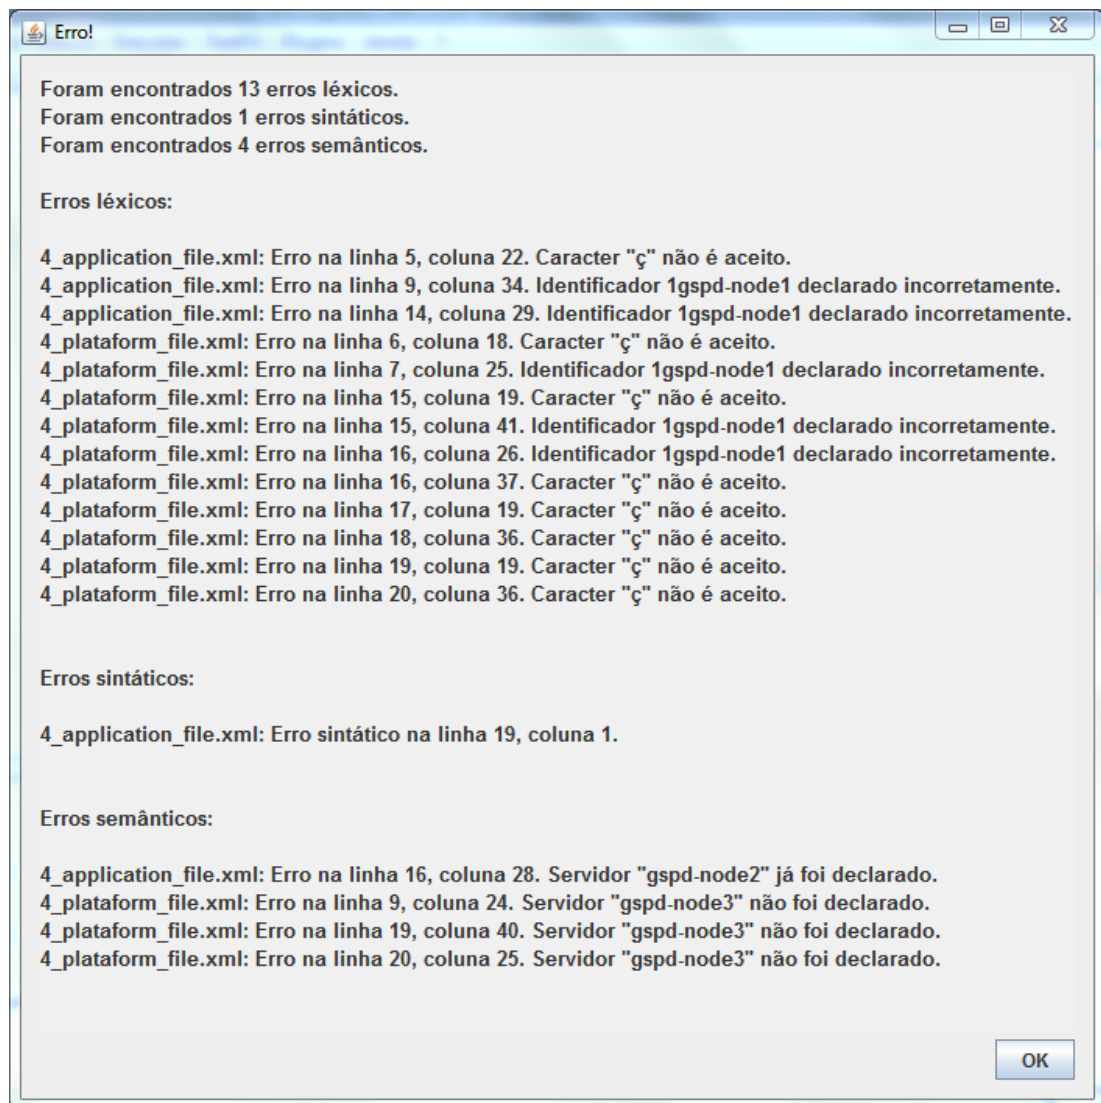 Erro!
Foram encontrados 13 erros léxicos.
Foram encontrados 1 erros sintáticos.
Foram encontrados 4 erros semânticos.
Erros léxicos:
4_application_file.xml: Erro na linha 5, coluna 22. Caracter "ç" não é aceito.
4_application_file.xml: Erro na linha 9, coluna 34. Identificador 1gspd-node1 declarado incorretamente.
4_application_file.xml: Erro na linha 14, coluna 29. Identificador 1gspd-node1 declarado incorretamente.
4_plataform_file.xml: Erro na linha 6, coluna 18. Caracter "ç" não é aceito.
4_plataform_file.xml: Erro na linha 7, coluna 25. Identificador 1gspd-node1 declarado incorretamente.
4_plataform_file.xml: Erro na linha 15, coluna 19. Caracter "ç" não é aceito.
4_plataform_file.xml: Erro na linha 15, coluna 41. Identificador 1gspd-node1 declarado incorretamente.
4_plataform_file.xml: Erro na linha 16, coluna 26. Identificador 1gspd-node1 declarado incorretamente.
4_plataform_file.xml: Erro na linha 16, coluna 37. Caracter "ç" não é aceito.
4_plataform_file.xml: Erro na linha 17, coluna 19. Caracter "ç" não é aceito.
4_plataform_file.xml: Erro na linha 18, coluna 36. Caracter "ç" não é aceito.
4_plataform_file.xml: Erro na linha 19, coluna 19. Caracter "ç" não é aceito.
4_plataform_file.xml: Erro na linha 20, coluna 36. Caracter "ç" não é aceito.
Erros sintáticos:
4_application_file.xml: Erro sintático na linha 19, coluna 1.
Erros semânticos:
4_application_file.xml: Erro na linha 16, coluna 28. Servidor "gspd-node2" já foi declarado.
4_plataform_file.xml: Erro na linha 9, coluna 24. Servidor "gspd-node3" não foi declarado.
4_plataform_file.xml: Erro na linha 19, coluna 40. Servidor "gspd-node3" não foi declarado.
4_plataform_file.xml: Erro na linha 20, coluna 25. Servidor "gspd-node3" não foi declarado.
OK